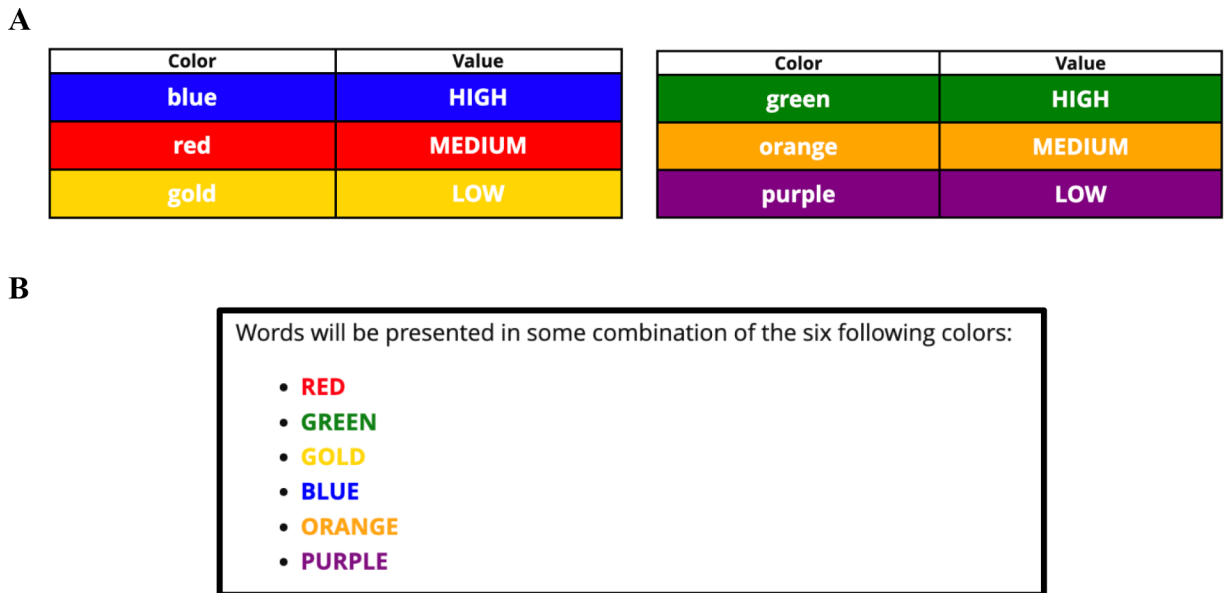 A
Color Value
blue HIGH
red MEDIUM
gold LOW
Color Value
green HIGH
orange MEDIUM
purple LOW
B
Words will be presented in some combination of the six following colors:
• RED
• GREEN
• GOLD
• BLUE
• ORANGE
• PURPLE